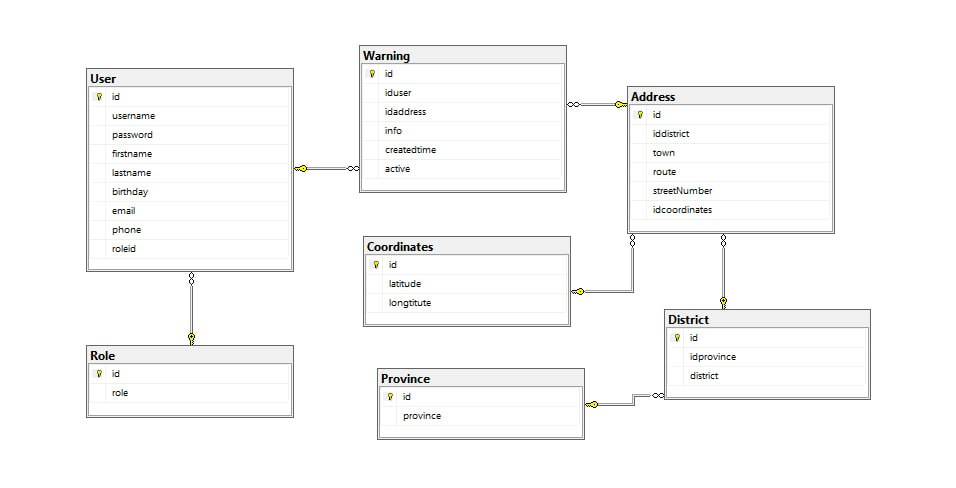 User
id
username
password
firstname
lastname
birthday
email
phone
roleid
Warning
id
iduser
idaddress
info
createdtime
active
Address
id
iddistrict
town
route
streetNumber
idcoordinates
Coordinates
id
latitude
longtitute
District
id
idprovince
district
Role
id
role
Province
id
province